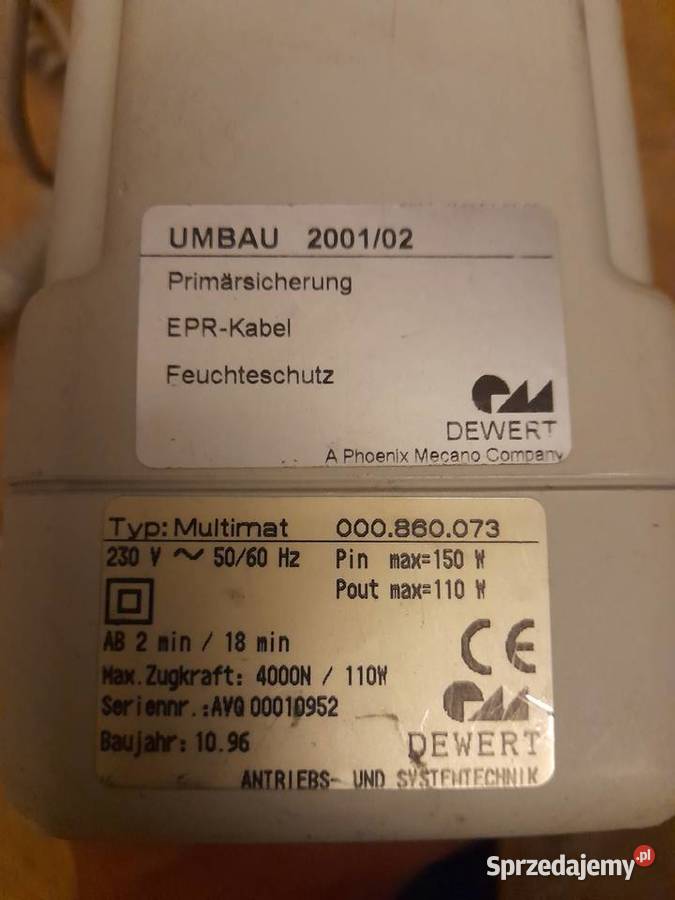 UMBAU 2001/02
Primärsicherung
EPR-Kabel
Feuchteschutz
DEWERT
A Phoenix Mecano Company
Typ: Multimat 000.860.073
230 V ~ 50/60 Hz Pin max=150 W
Pout max=110 W
AB 2 min / 18 min
Max.Zugkraft: 4000N / 110W
CE
Seriennr.:AVQ 00010952
Baujahr: 10.96
DEWERT
ANTRIEBS- UND SYSTEMTECHNIK
Sprzedajemy.pl